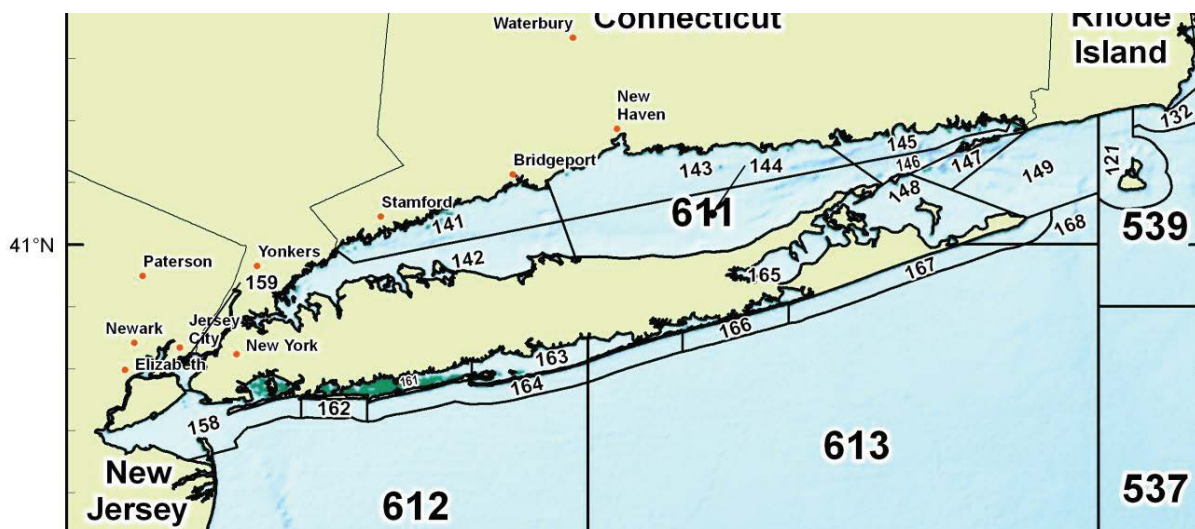 Connecticut
Waterbury
Rhode
Island
New
Haven
Bridgeport
Stamford
Yonkers
Paterson
Newark
Jersey
City
New York
Elizabeth
41°N
132
121
145
143
144
146
147
149
148
141
142
611
168
539
165
167
159
166
163
164
161
162
158
613
612
537
New
Jersey